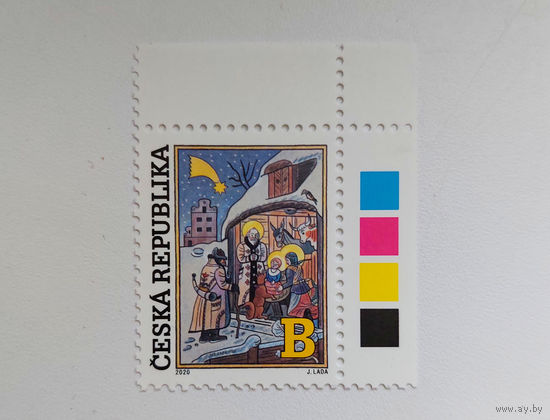 ČESKÁ REPUBLIKA
B
2020
J. LADA
www.ay.by